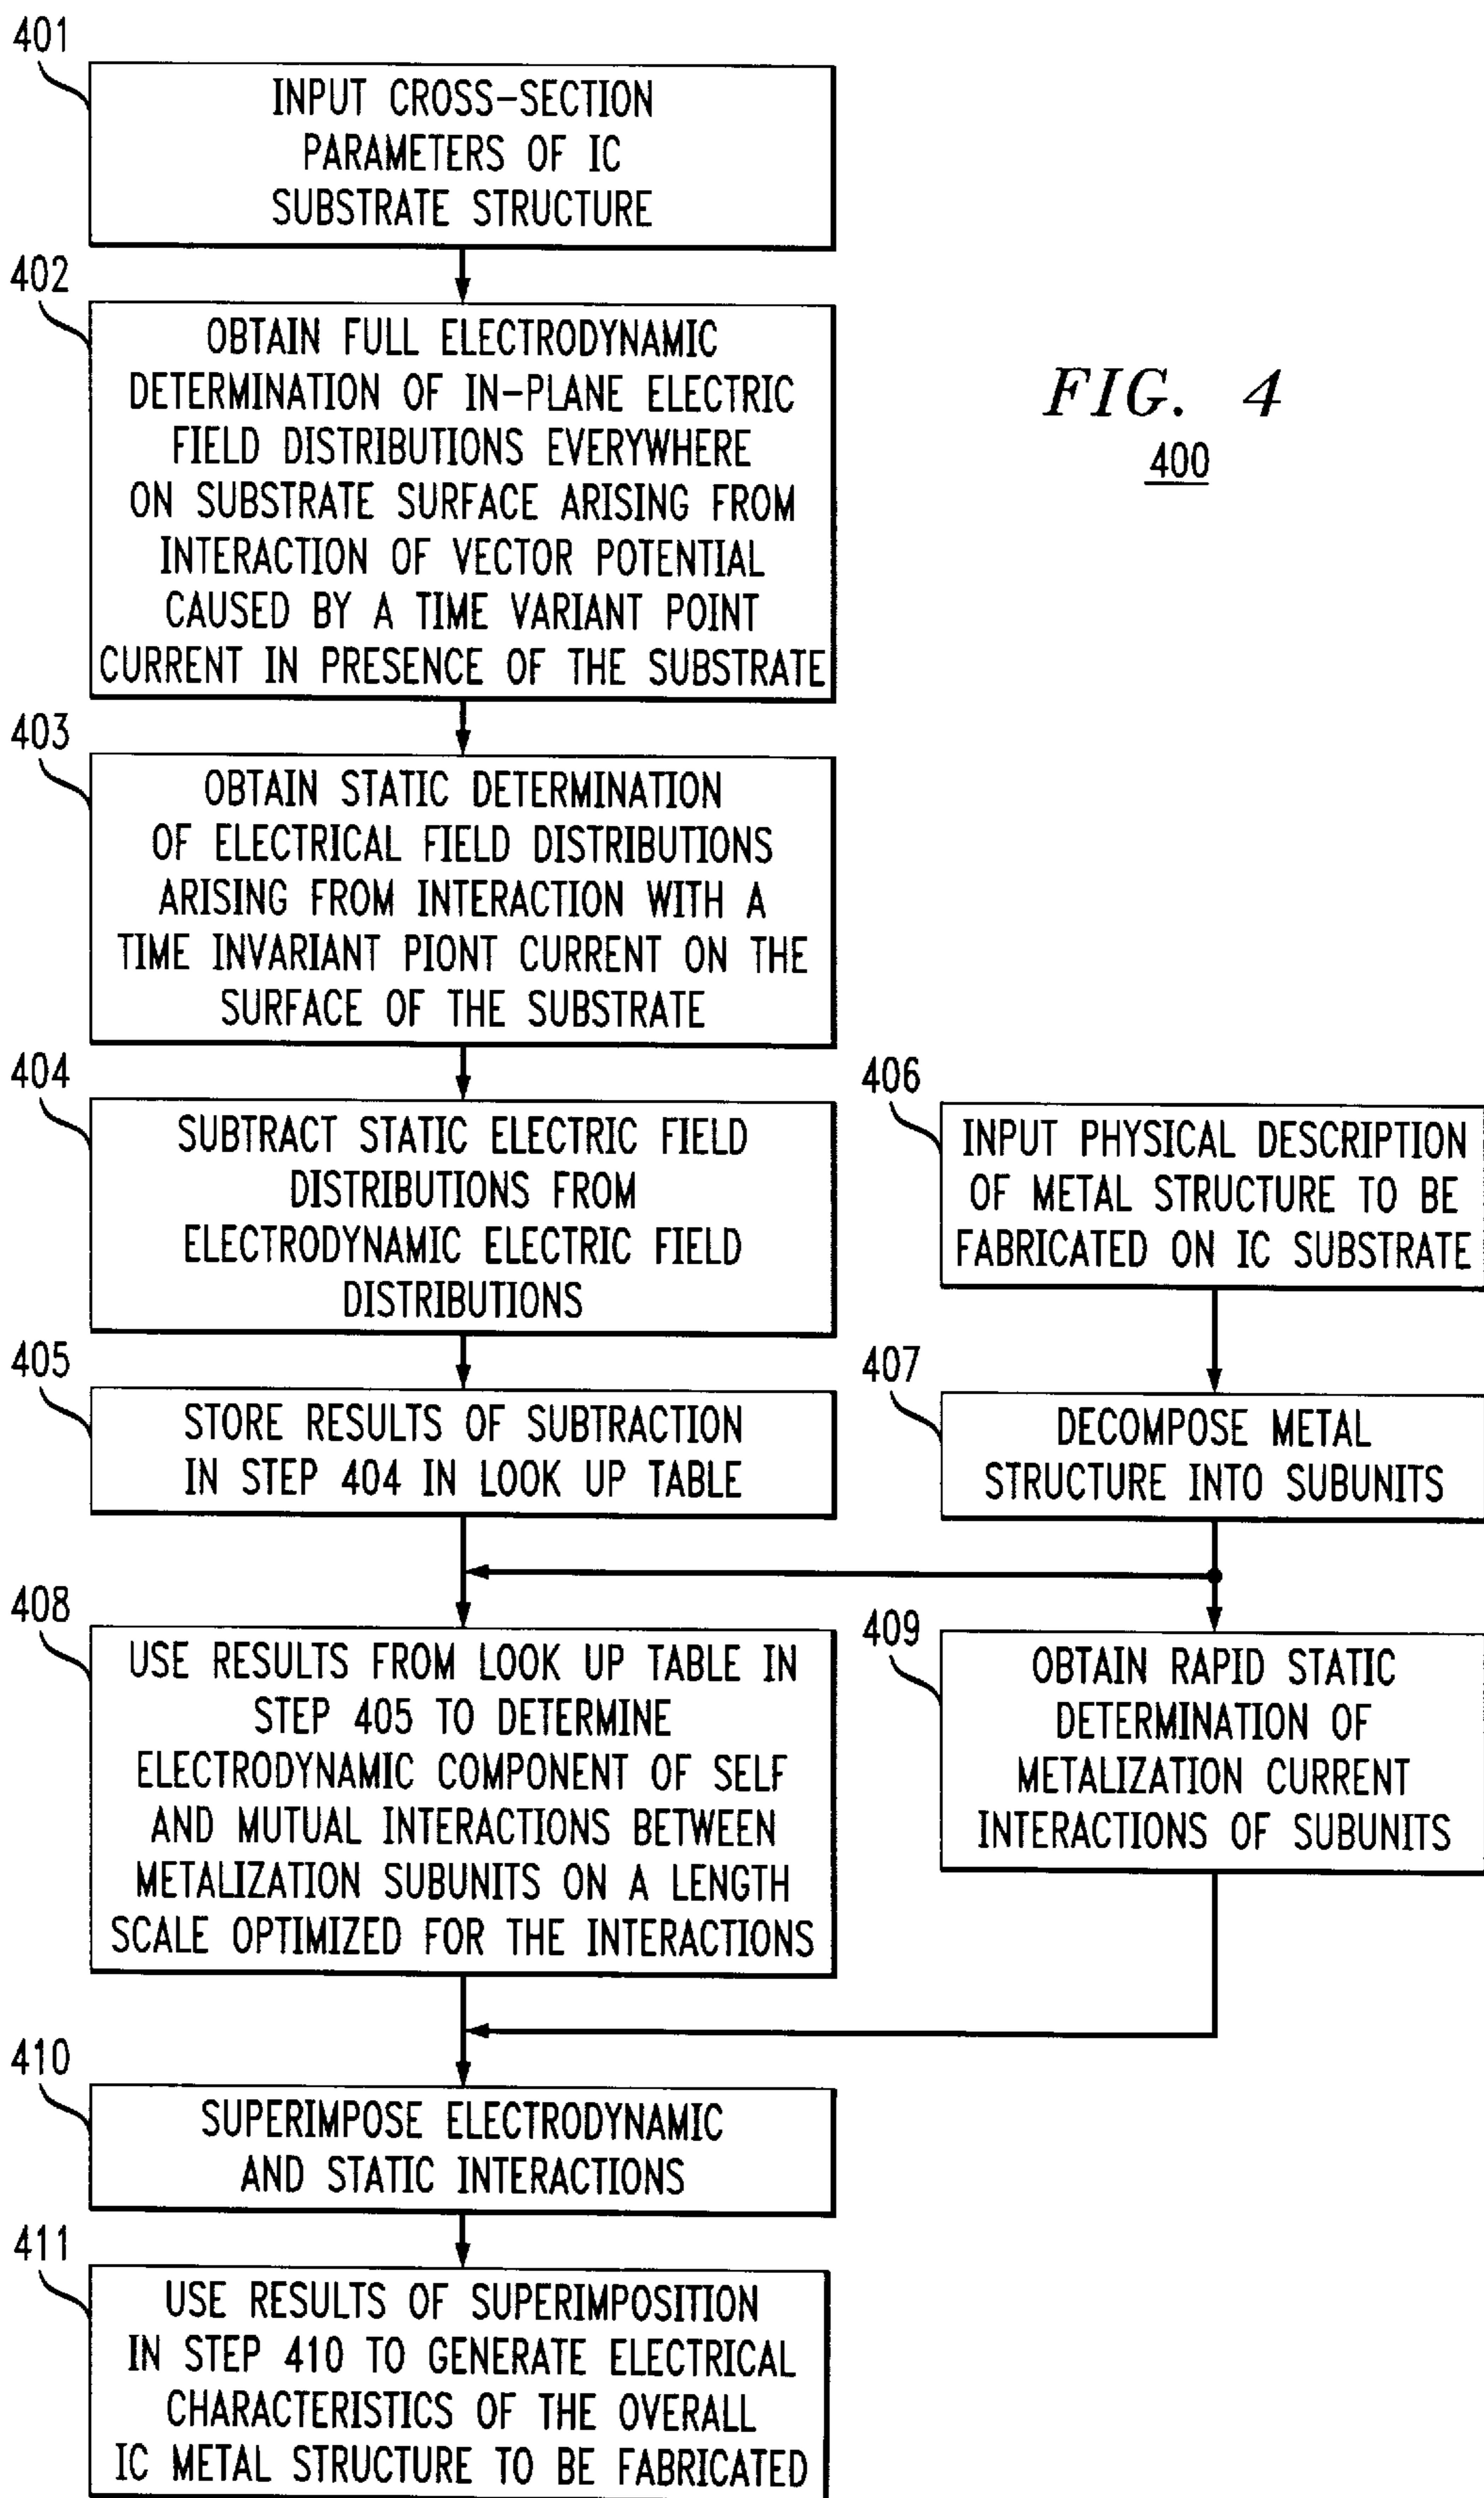 401
INPUT CROSS-SECTION
PARAMETERS OF IC
SUBSTRATE STRUCTURE
402
OBTAIN FULL ELECTRODYNAMIC
DETERMINATION OF IN-PLANE ELECTRIC
FIELD DISTRIBUTIONS EVERYWHERE
ON SUBSTRATE SURFACE ARISING FROM
INTERACTION OF VECTOR POTENTIAL
CAUSED BY A TIME VARIANT POINT
CURRENT IN PRESENCE OF THE SUBSTRATE
FIG. 4
400
403
OBTAIN STATIC DETERMINATION
OF ELECTRICAL FIELD DISTRIBUTIONS
ARISING FROM INTERACTION WITH A
TIME INVARIANT PIONT CURRENT ON THE
SURFACE OF THE SUBSTRATE
404
SUBTRACT STATIC ELECTRIC FIELD
DISTRIBUTIONS FROM
ELECTRODYNAMIC ELECTRIC FIELD
DISTRIBUTIONS
406
INPUT PHYSICAL DESCRIPTION
OF METAL STRUCTURE TO BE
FABRICATED ON IC SUBSTRATE
405
STORE RESULTS OF SUBTRACTION
IN STEP 404 IN LOOK UP TABLE
407
DECOMPOSE METAL
STRUCTURE INTO SUBUNITS
408
USE RESULTS FROM LOOK UP TABLE IN
STEP 405 TO DETERMINE
ELECTRODYNAMIC COMPONENT OF SELF
AND MUTUAL INTERACTIONS BETWEEN
METALIZATION SUBUNITS ON A LENGTH
SCALE OPTIMIZED FOR THE INTERACTIONS
409
OBTAIN RAPID STATIC
DETERMINATION OF
METALIZATION CURRENT
INTERACTIONS OF SUBUNITS
410
SUPERIMPOSE ELECTRODYNAMIC
AND STATIC INTERACTIONS
411
USE RESULTS OF SUPERIMPOSITION
IN STEP 410 TO GENERATE ELECTRICAL
CHARACTERISTICS OF THE OVERALL
IC METAL STRUCTURE TO BE FABRICATED